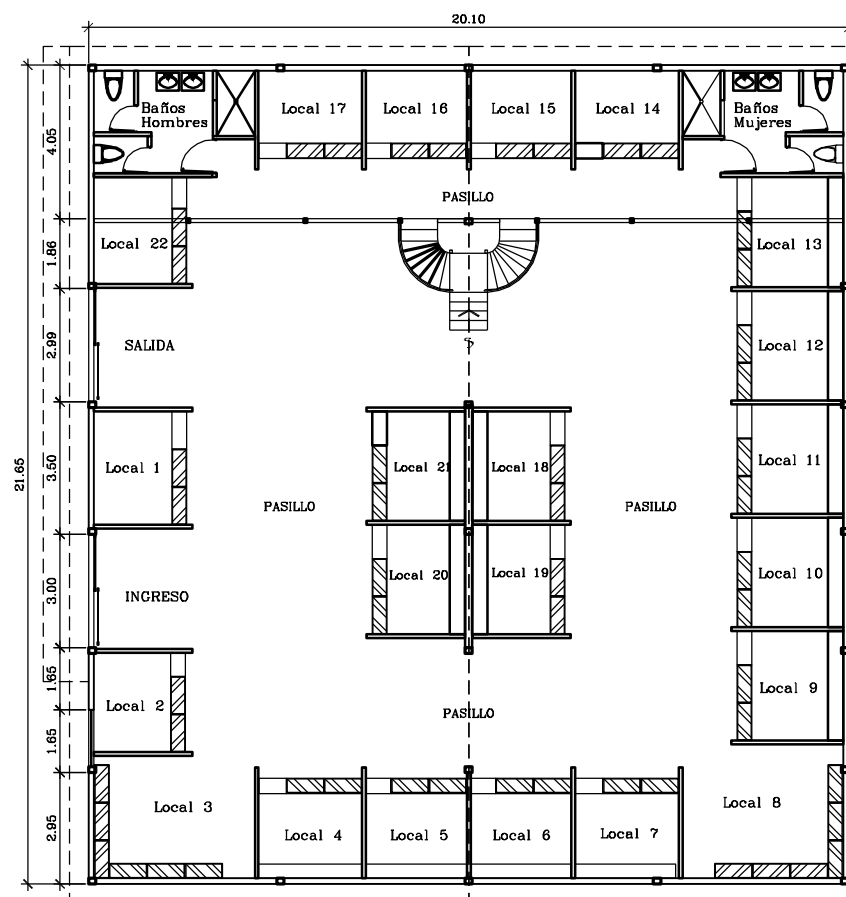 20.10
Baños
Hombres
Local 17
Local 16
Local 15
Local 14
Baños
Mujeres
4.05
PASILLO
Local 22
Local 13
1.86
SALIDA
Local 12
2.99
21.65
3.50
Local 1
Local 21
Local 18
Local 11
PASILLO
PASILLO
3.00
INGRESO
Local 20
Local 19
Local 10
1.65
Local 2
Local 9
PASILLO
1.65
Local 3
Local 8
2.95
Local 4
Local 5
Local 6
Local 7